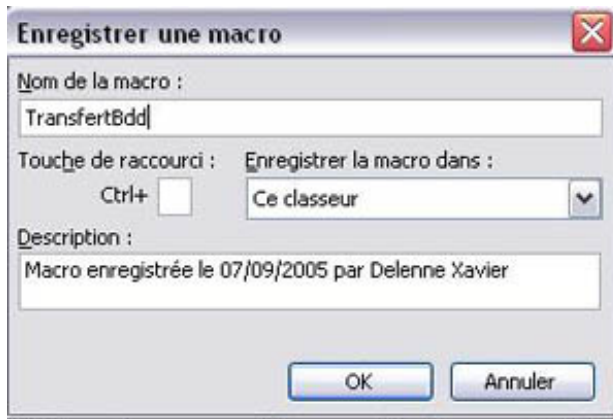 Enregistrer une macro
Nom de la macro :
TransfertBdd
Touche de raccourci : Enregistrer la macro dans :
Ctrl+ Ce classeur
Description :
Macro enregistrée le 07/09/2005 par Delenne Xavier
OK Annuler